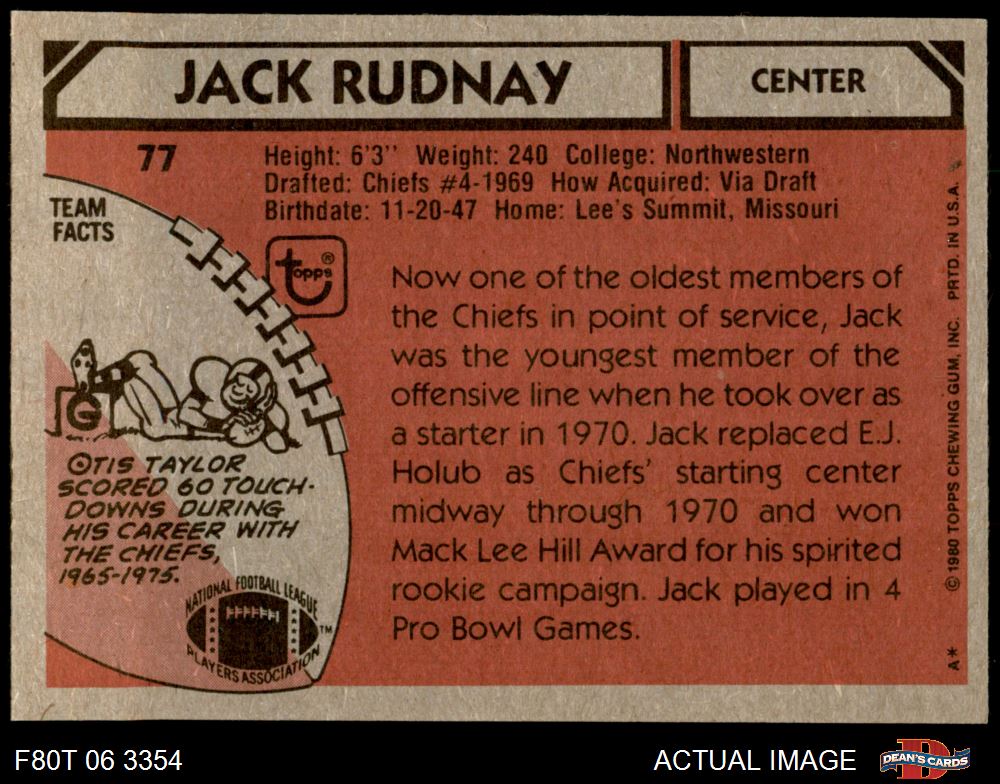 JACK RUDNAY
CENTER
77
Height: 6'3'' Weight: 240 College: Northwestern
Drafted: Chiefs #4-1969 How Acquired: Via Draft
Birthdate: 11-20-47 Home: Lee's Summit, Missouri
TEAM
FACTS
topps®
Now one of the oldest members of
the Chiefs in point of service, Jack
was the youngest member of the
offensive line when he took over as
a starter in 1970. Jack replaced E.J.
Holub as Chiefs' starting center
midway through 1970 and won
Mack Lee Hill Award for his spirited
rookie campaign. Jack played in 4
Pro Bowl Games.
G
OTIS TAYLOR
SCORED 60 TOUCH-
DOWNS DURING
HIS CAREER WITH
THE CHIEFS,
1965-1975.
NATIONAL FOOTBALL LEAGUE
PLAYERS ASSOCIATION
TM
A* © 1980 TOPPS CHEWING GUM, INC. PRTD. IN U.S.A.
F80T 06 3354
ACTUAL IMAGE
D
DEAN'S CARDS